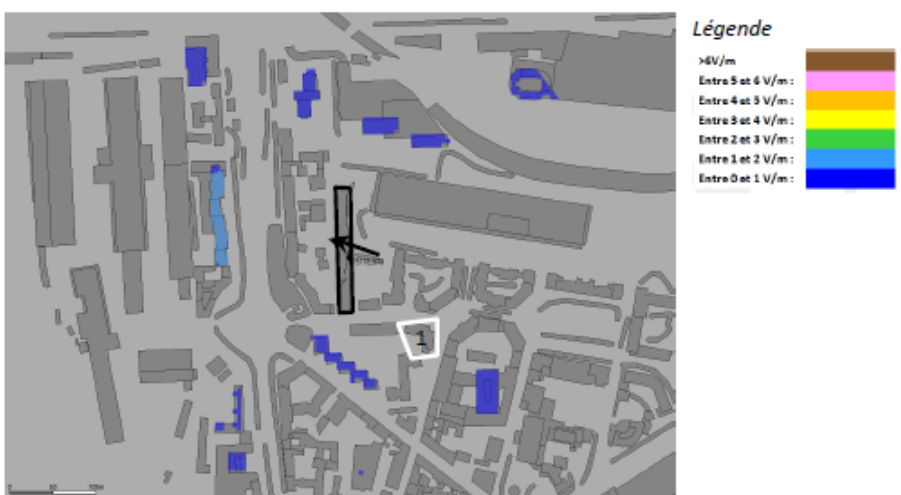 Légende
>6V/m
Entre 5 et 6 V/m :
Entre 4 et 5 V/m :
Entre 3 et 4 V/m :
Entre 2 et 3 V/m :
Entre 1 et 2 V/m :
Entre 0 et 1 V/m :
1